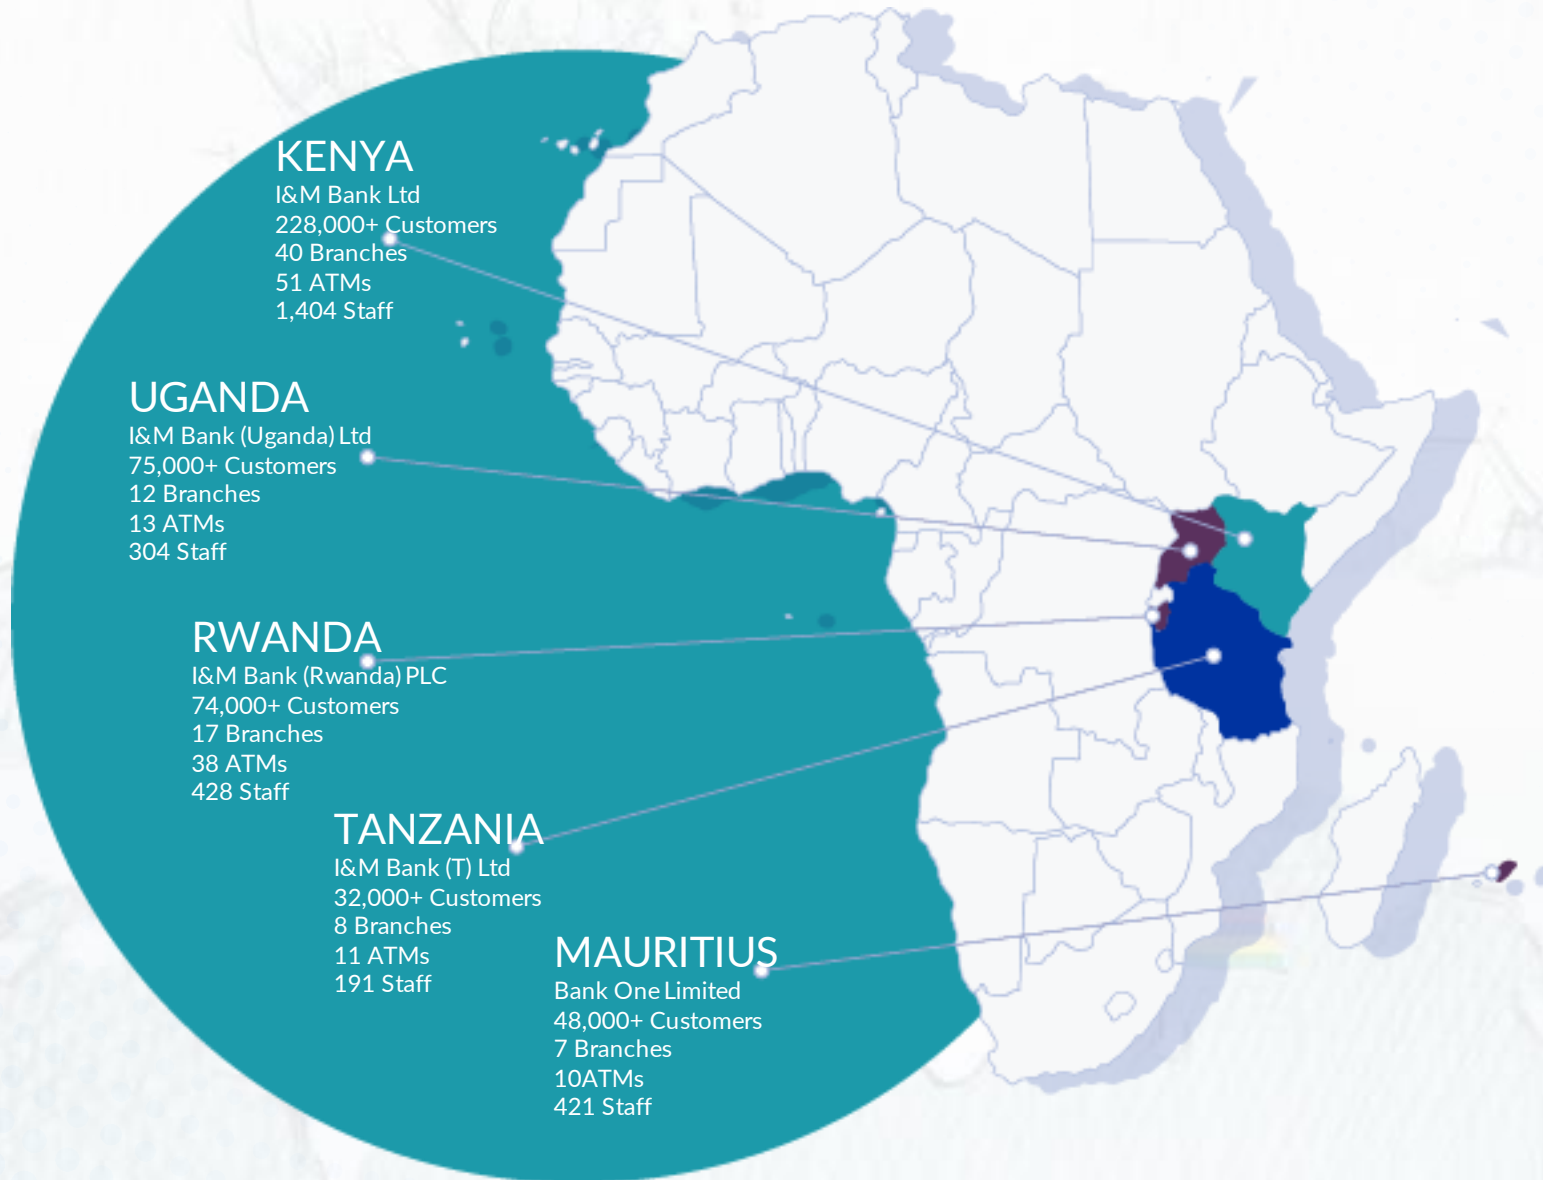 KENYA
I&M Bank Ltd
228,000+ Customers
40 Branches
51 ATMs
1,404 Staff
UGANDA
I&M Bank (Uganda) Ltd
75,000+ Customers
12 Branches
13 ATMs
304 Staff
RWANDA
I&M Bank (Rwanda) PLC
74,000+ Customers
17 Branches
38 ATMs
428 Staff
TANZANIA
I&M Bank (T) Ltd
32,000+ Customers
8 Branches
11 ATMs
191 Staff
MAURITIUS
Bank One Limited
48,000+ Customers
7 Branches
10ATMs
421 Staff